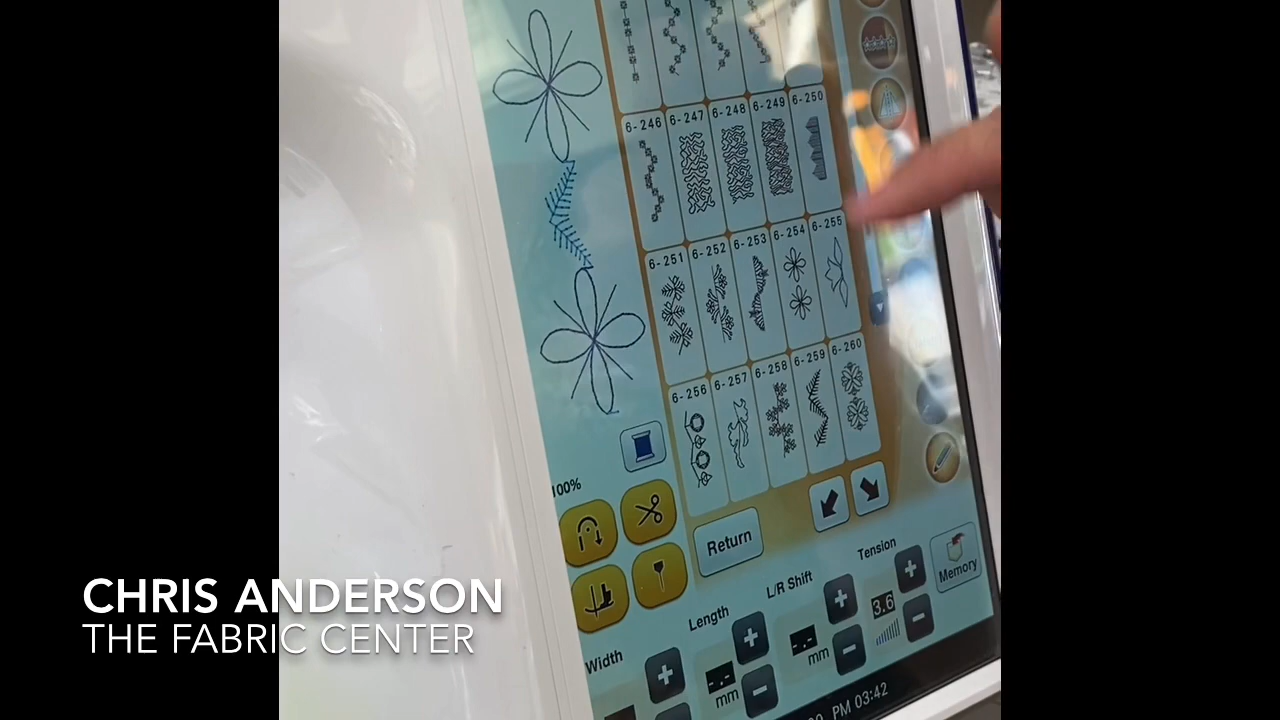 6-246 6-247 6-248 6-249 6-250
6-251 6-252 6-253 6-254 6-255
6-256 6-257 6-258 6-259 6-260
100%
Return
Width
Length
L/R Shift
Tension
mm
mm
3.6
Memory
PM 03:42
CHRIS ANDERSON
THE FABRIC CENTER